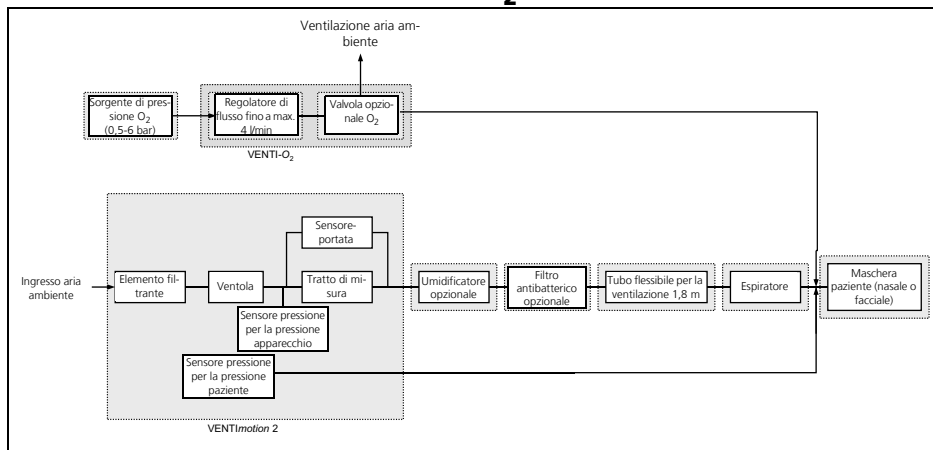 2
Ventilazione aria am-
biente
Sorgente di pres-
sione O2
(0,5-6 bar)
Regolatore di
flusso fino a max.
4 l/min
Valvola opzio-
nale O2
VENTI-O2
Sensore-
portata
Ingresso aria
ambiente
Elemento fil-
trante
Ventola
Tratto di mi-
sura
Umidificatore
opzionale
Filtro
antibatterico
opzionale
Tubo flessibile per la
ventilazione 1,8 m
Espiratore
Maschera
paziente (nasale o
facciale)
Sensore pressione
per la pressione
apparecchio
Sensore pressione
per la pressione
paziente
VENTImotion 2